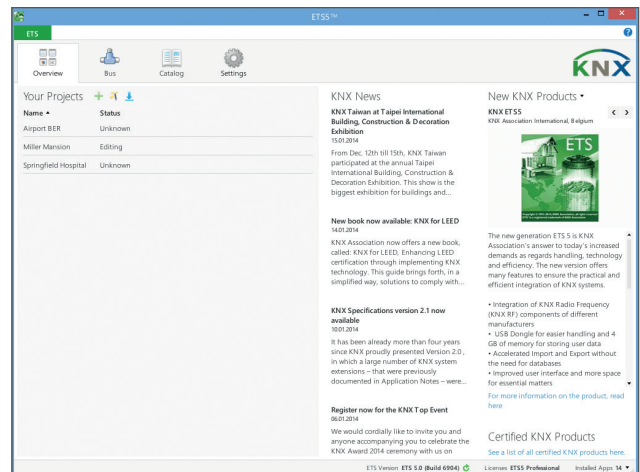 ETS5™
ETS
Overview
Bus
Catalog
Settings
KNX
Your Projects
Name
Status
Airport BER
Unknown
Miller Mansion
Editing
Springfield Hospital
Unknown
KNX News
KNX Taiwan at Taipei International
Building, Construction & Decoration
Exhibition
15.01.2014
From Dec. 12th till 15th, KNX Taiwan
participated at the annual Taipei
International Building, Construction &
Decoration Exhibition. This show is the
biggest exhibition for buildings and...
New book now available: KNX for LEED
14.01.2014
KNX Association now offers a new book,
called: KNX for LEED, Enhancing LEED
certification through implementing KNX
technology. This guide brings forth, in a
simplified way, solutions to comply with...
KNX Specifications version 2.1 now
available
10.01.2014
It has been already more than four years
since KNX proudly presented Version 2.0 ,
in which a large number of KNX system
extensions – that were previously
documented in Application Notes – were...
Register now for the KNX Top Event
06.01.2014
We would cordially like to invite you and
anyone accompanying you to celebrate the
KNX Award 2014 ceremony with us on
New KNX Products
KNX ETS5
KNX Association International, Belgium
ETS
The new generation ETS 5 is KNX
Association's answer to today's increased
demands as regards handling, technology
and efficiency. The new version offers
many features to ensure the practical and
efficient integration of KNX systems.
• Integration of KNX Radio Frequency
(KNX RF) components of different
manufacturers
• USB Dongle for easier handling and 4
GB of memory for storing user data
• Accelerated Import and Export without
the need for databases
• Improved user interface and more space
for essential matters
For more information on the product, read
here
Certified KNX Products
See a list of all certified KNX products here.
ETS Version ETS 5.0 (Build 6904)
Licenses ETS5 Professional
Installed Apps 14